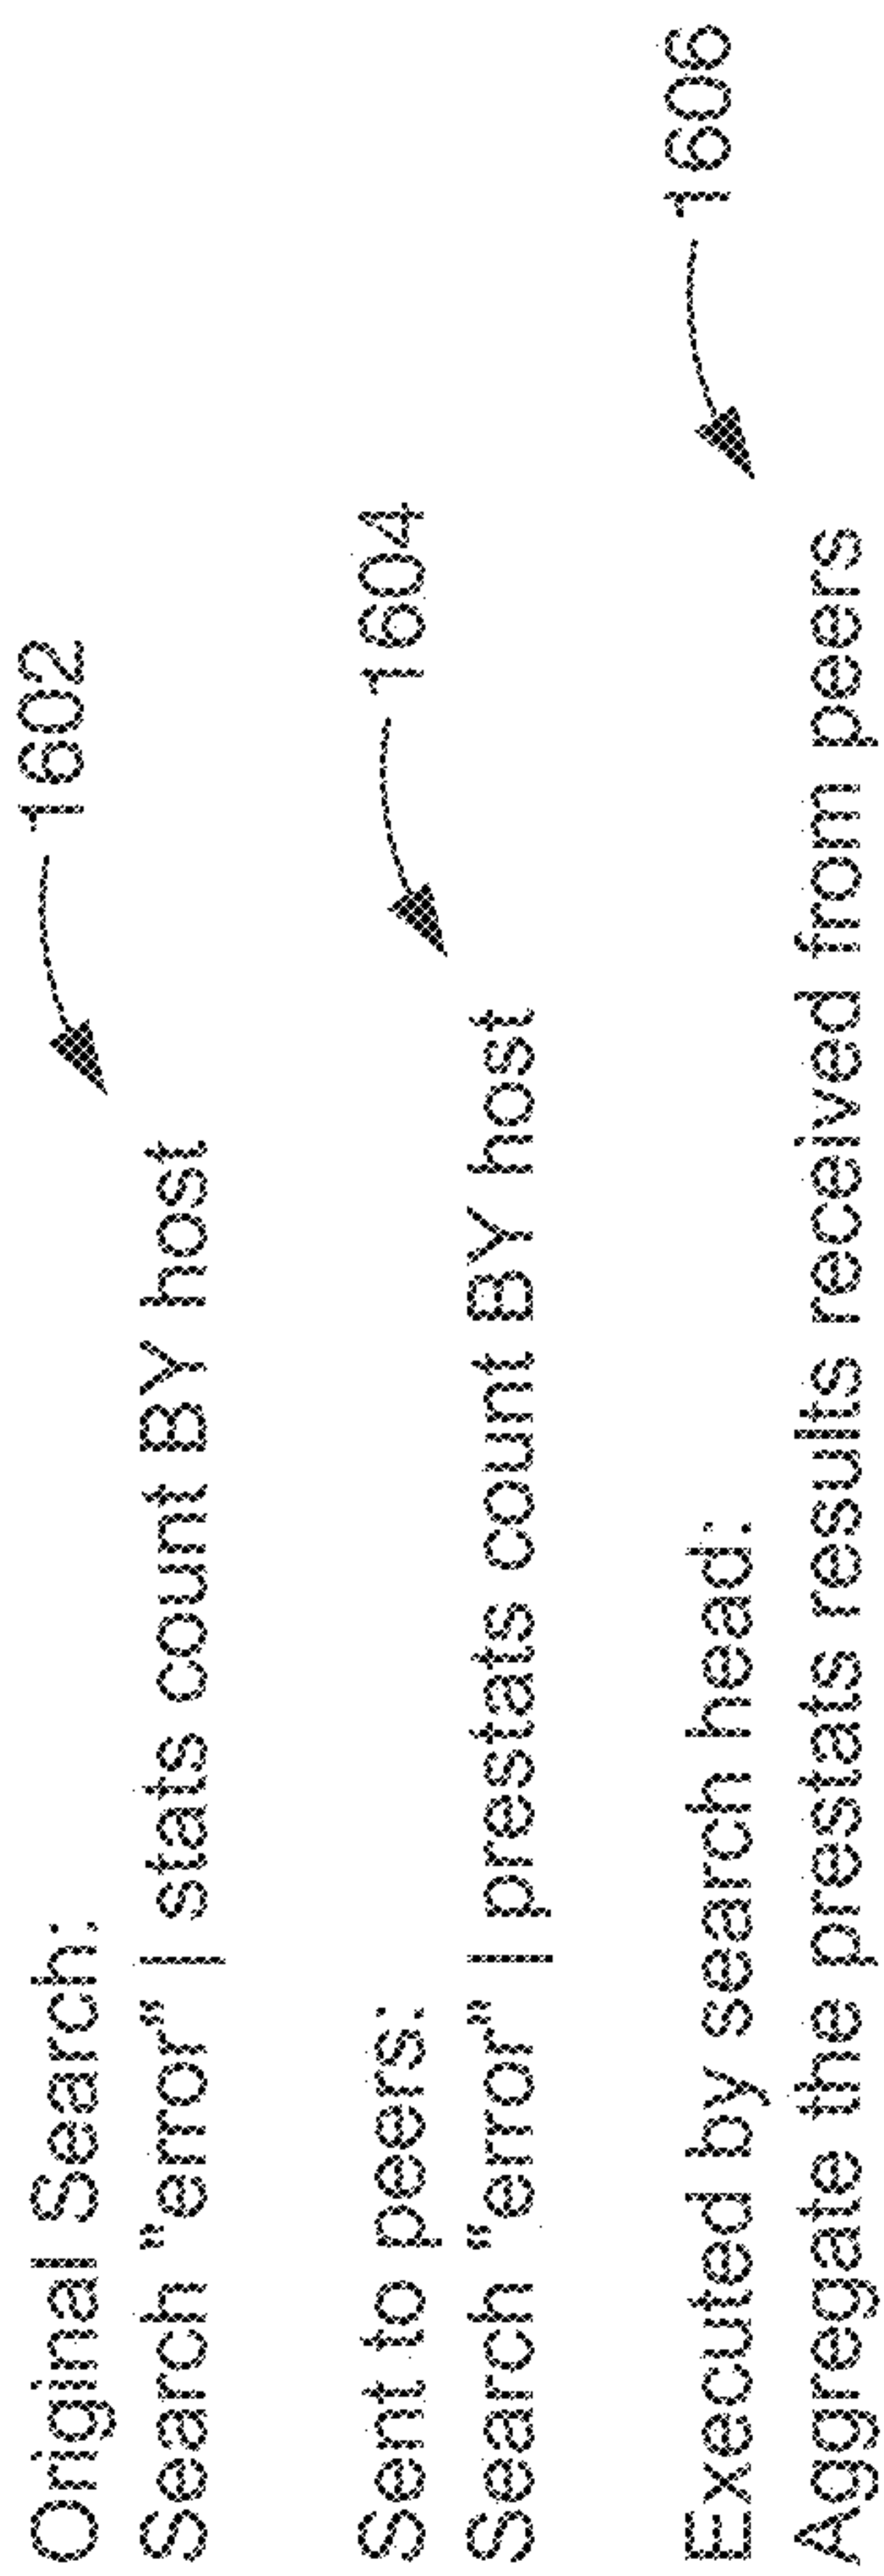 Original Search:
1602
Search "error" | stats count BY host
Sent to peers:
1604
Search "error" | prestats count BY host
Executed by search head:
1606
Aggregate the prestats results received from peers